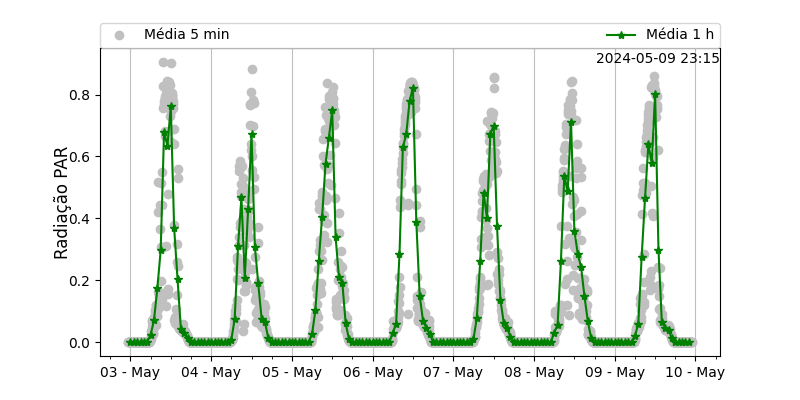 Média 5 min
Média 1 h
2024-05-09 23:15
Radiação PAR
0.8
0.6
0.4
0.2
0.0
03 - May
04 - May
05 - May
06 - May
07 - May
08 - May
09 - May
10 - May